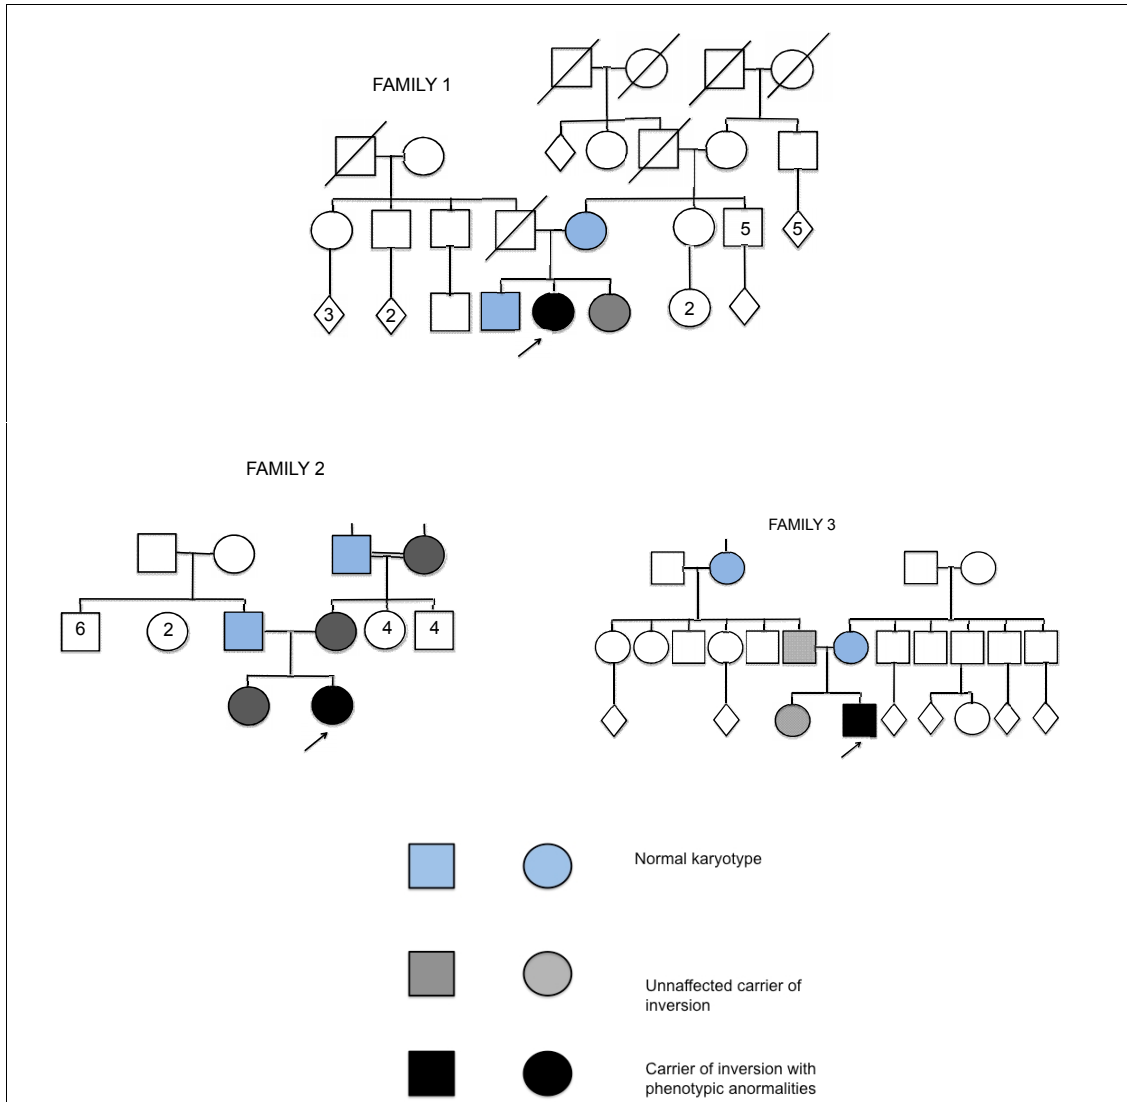 FAMILY 1
5
5
3
2
2
FAMILY 2
FAMILY 3
6
2
4
4
Normal karyotype
Unnaffected carrier of
inversion
Carrier of inversion with
phenotypic anormalities